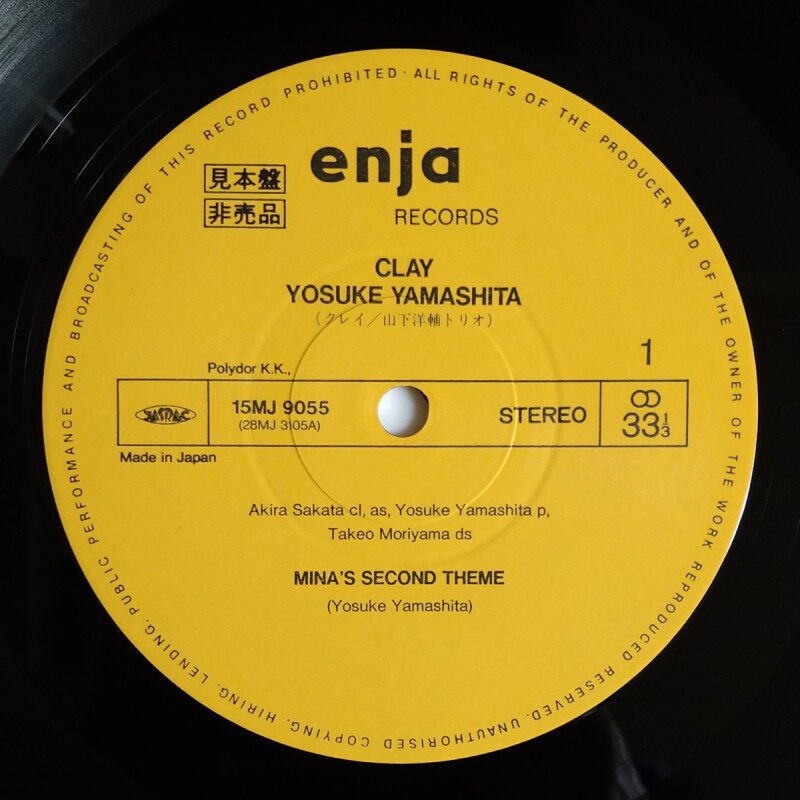 PUBLIC PERFORMANCE AND BROADCASTING OF THIS RECORD PROHIBITED · ALL RIGHTS OF THE PRODUCER AND OF THE OWNER OF THE WORK REPRODUCED RESERVED. UNAUTHORISED COPYING. HIRING. LENDING.
enja
見本盤
非売品
RECORDS
CLAY
YOSUKE YAMASHITA
(クレイ/山下洋輔トリオ)
1
Polydor K.K.,
JASRAC
15MJ 9055
(28MJ 3105A)
STEREO
33 1/3
Made in Japan
Akira Sakata cl, as, Yosuke Yamashita p,
Takeo Moriyama ds
MINA'S SECOND THEME
(Yosuke Yamashita)